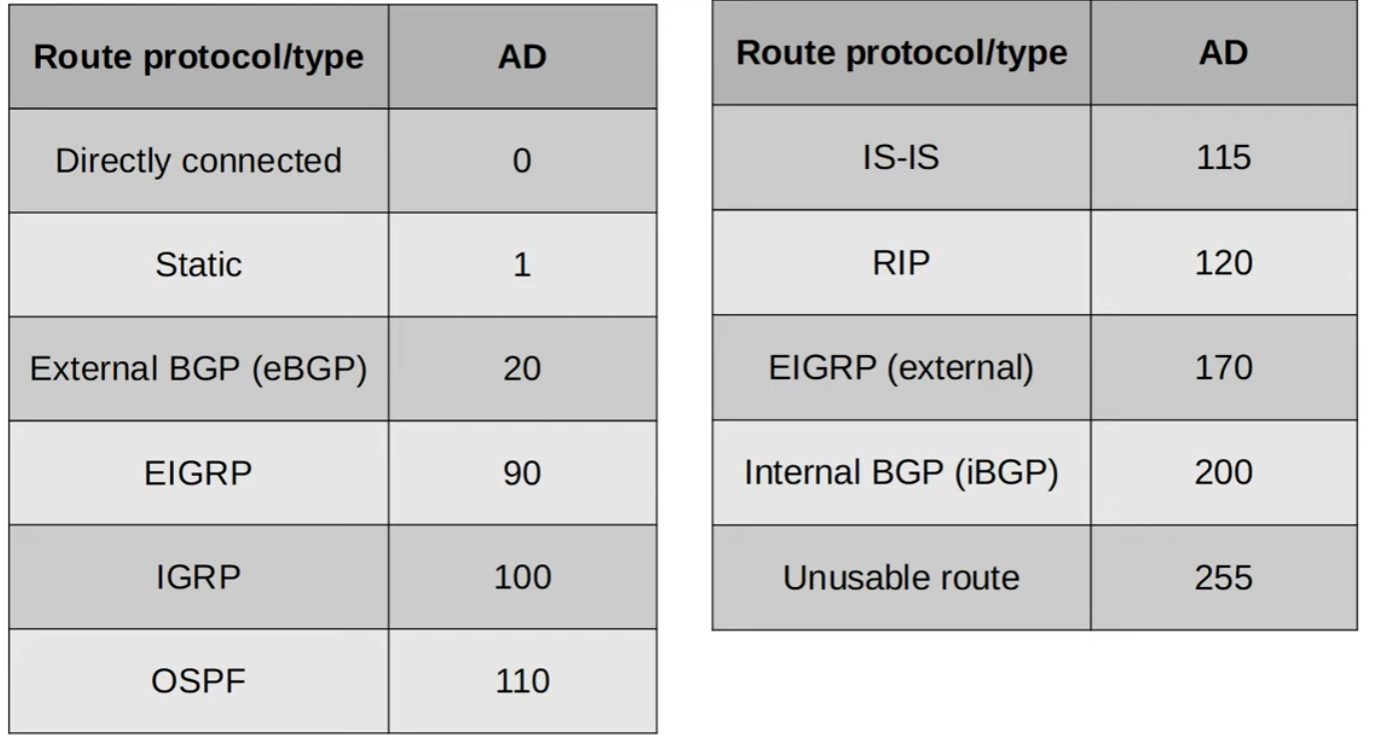 Route protocol/type AD
Directly connected 0
Static 1
External BGP (eBGP) 20
EIGRP 90
IGRP 100
OSPF 110
Route protocol/type AD
IS-IS 115
RIP 120
EIGRP (external) 170
Internal BGP (iBGP) 200
Unusable route 255